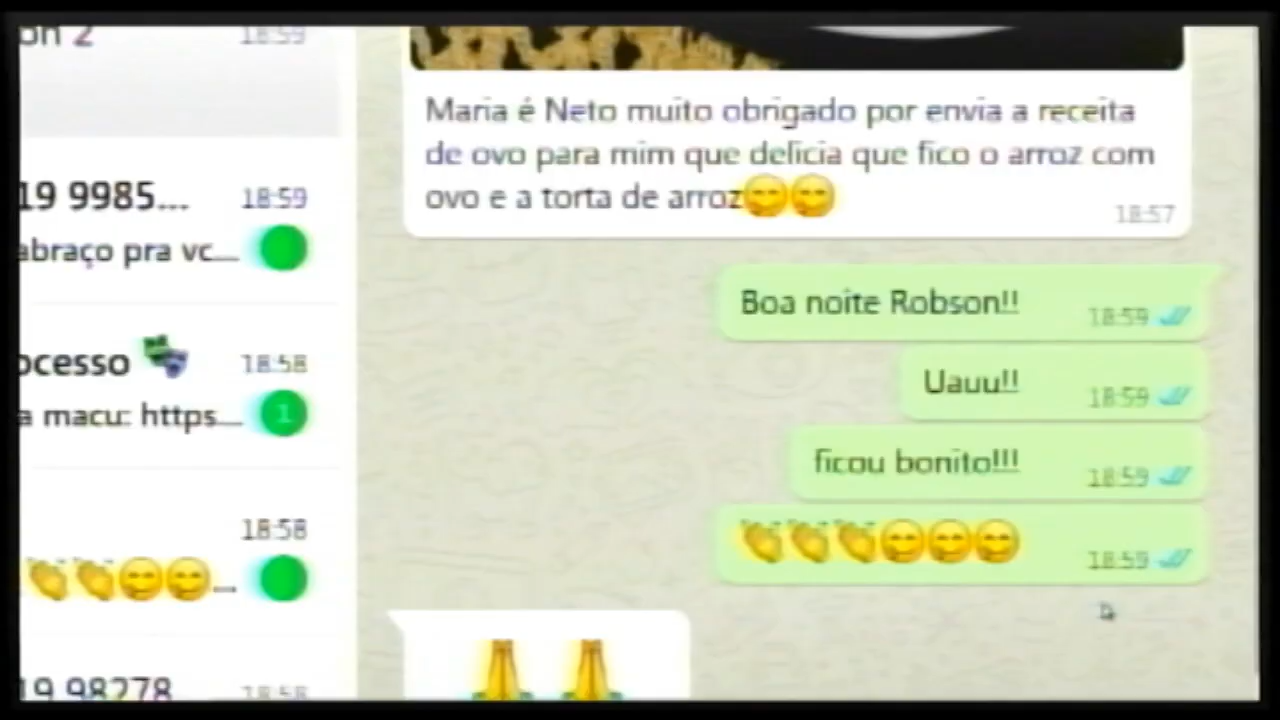 on 2 18:59
19 9985... 18:59
abraço pra vc...
ocesso 18:58
a macu: https... 1
18:58
...
19 98278 18:58
Maria é Neto muito obrigado por envia a receita
de ovo para mim que delicia que fico o arroz com
ovo e a torta de arroz😋😋
18:57
Boa noite Robson!! 18:59
Uauu!! 18:59
ficou bonito!!! 18:59
👏👏👏😋😋😋 18:59
🙏🙏